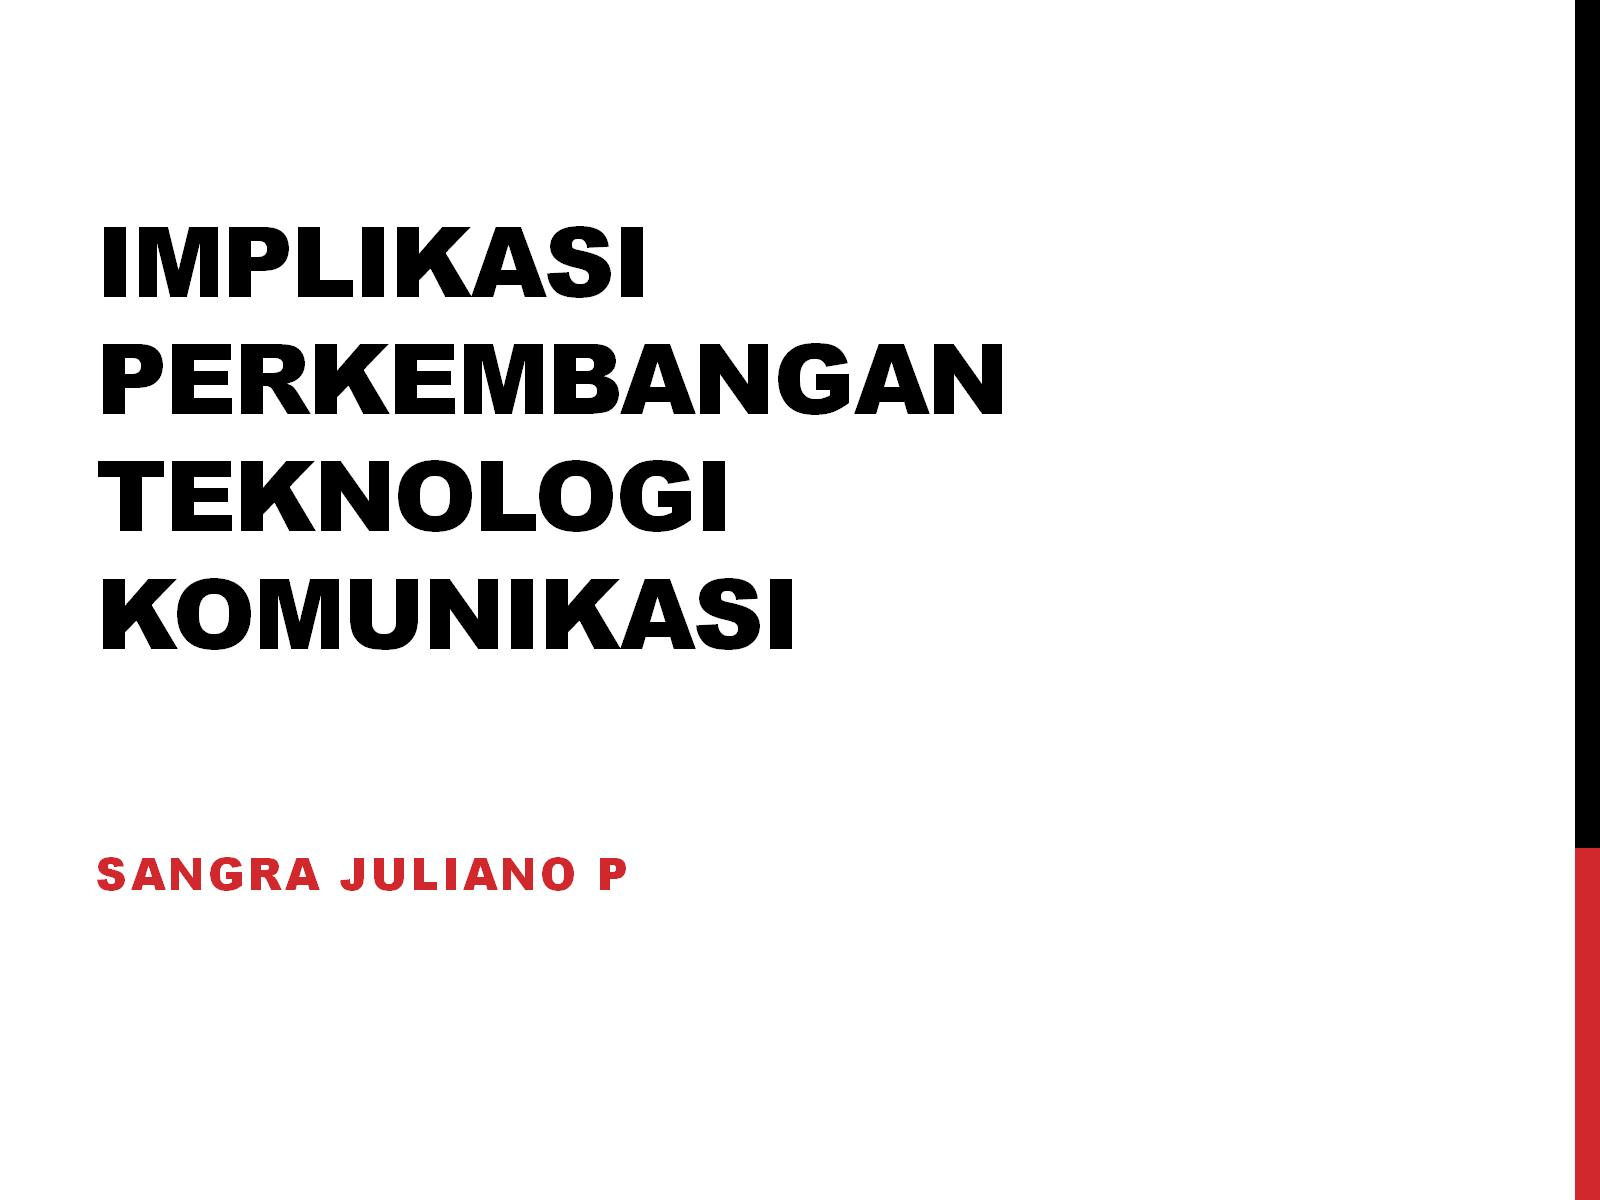 IMPLIKASI
PERKEMBANGAN
TEKNOLOGI
KOMUNIKASI
SANGRA JULIANO P